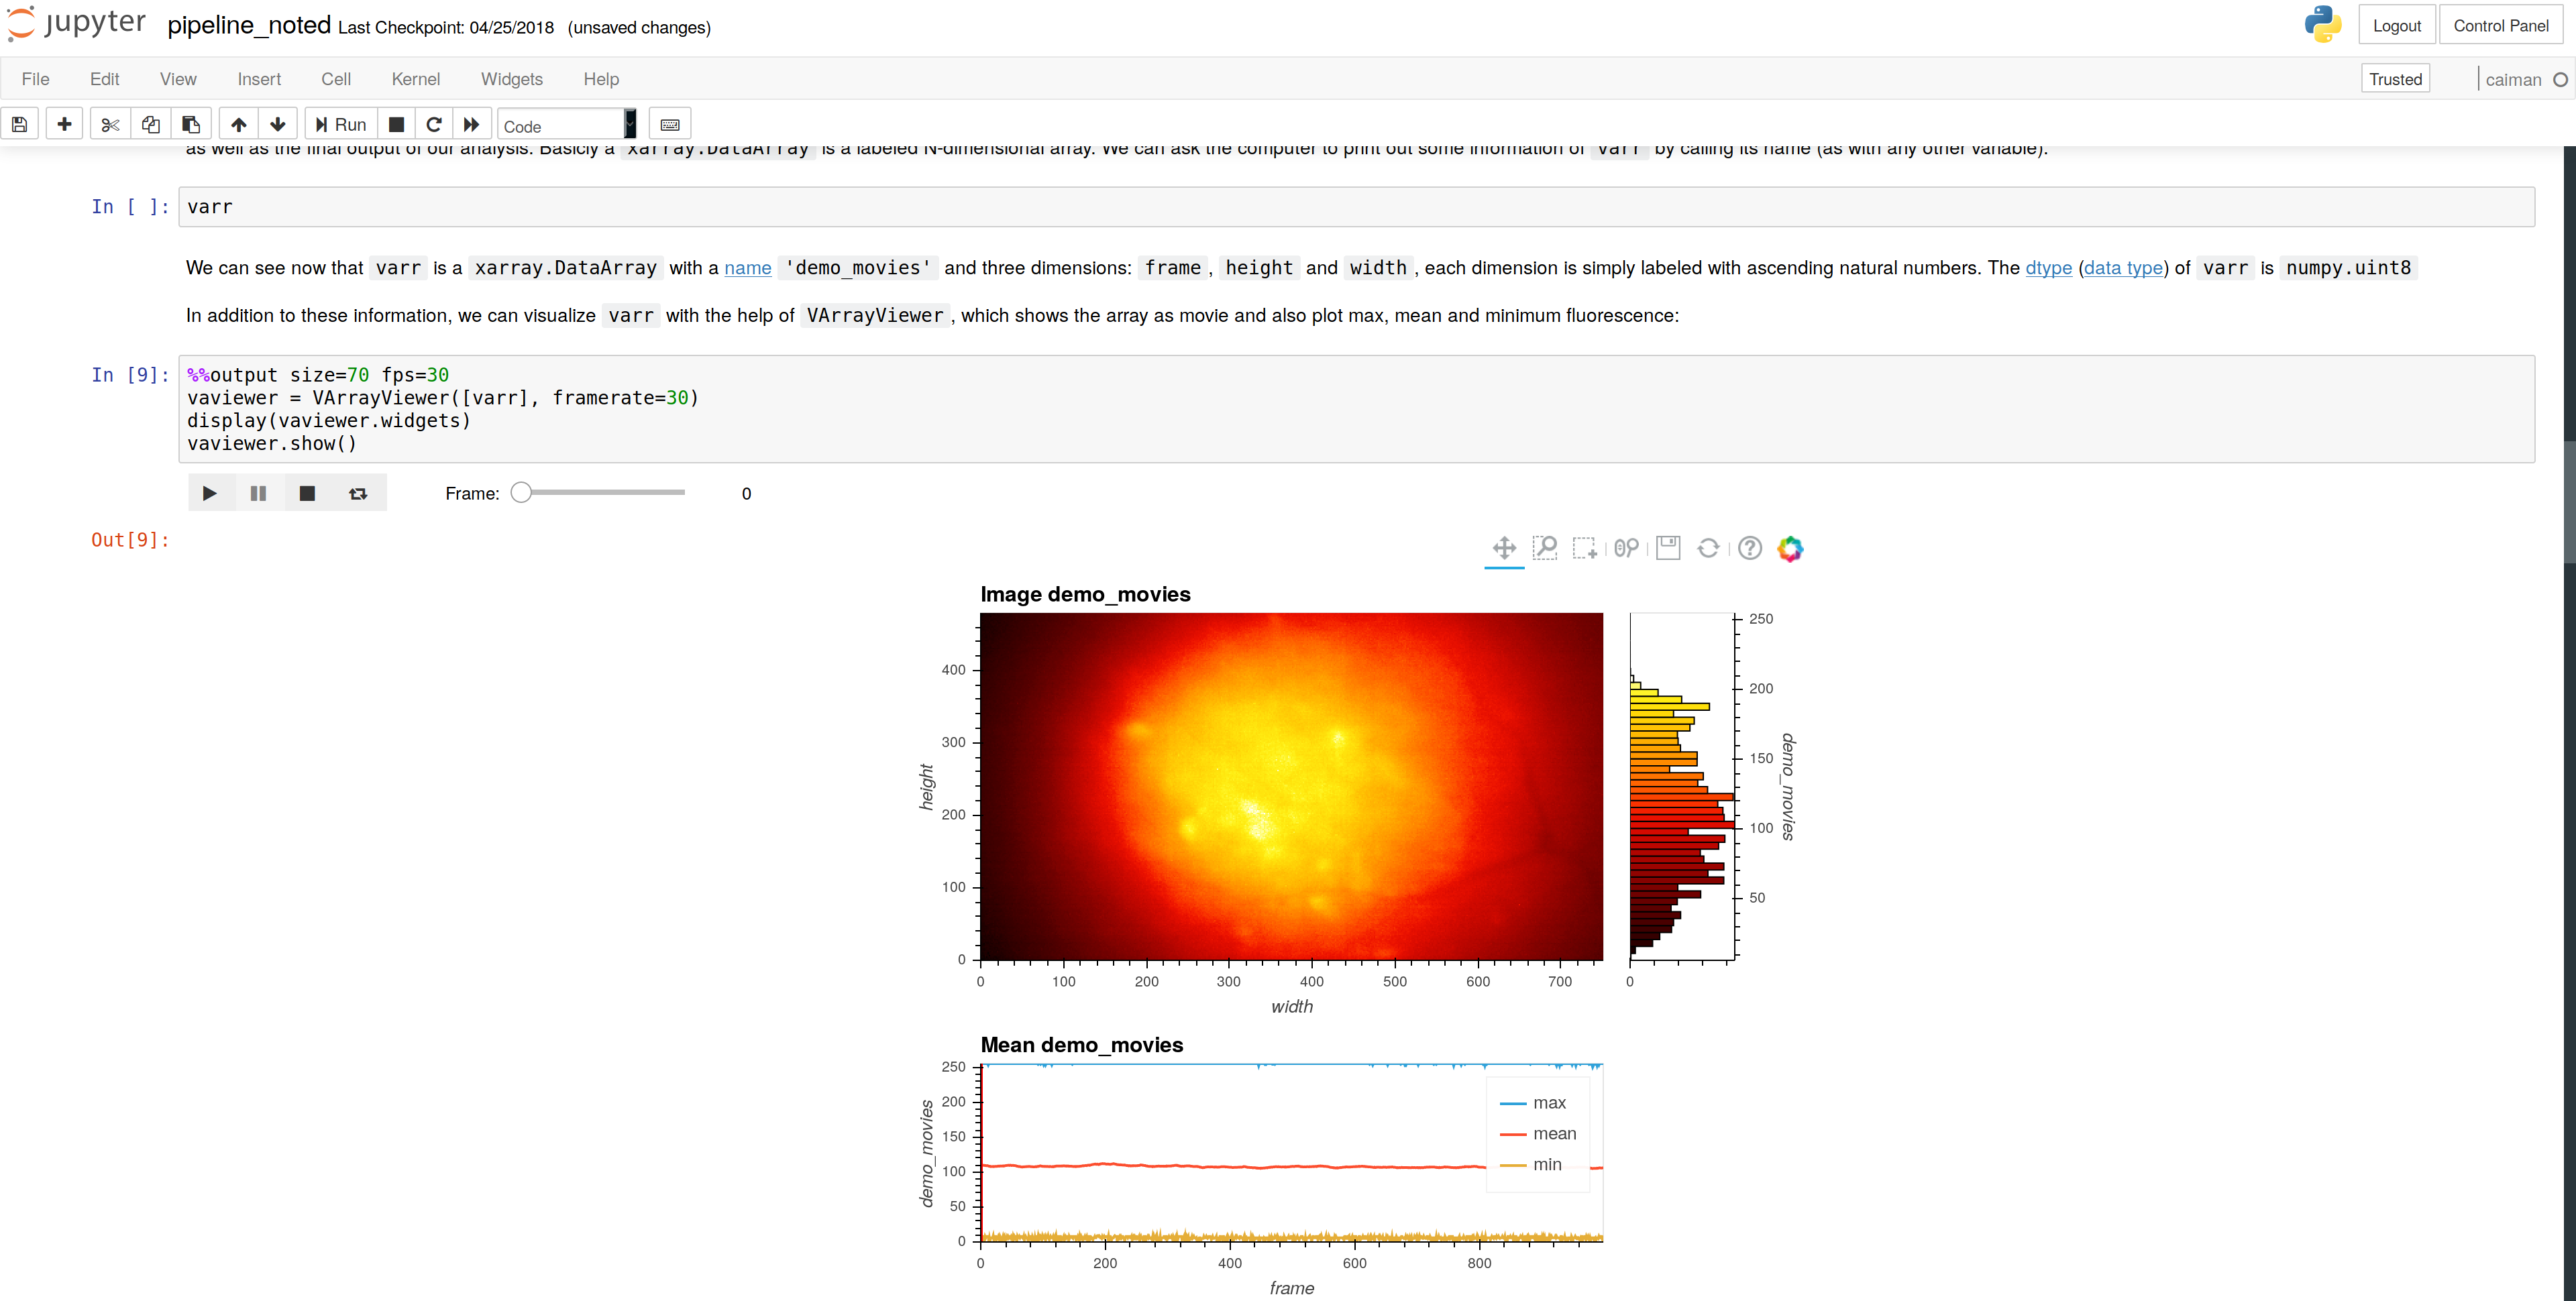 jupyter pipeline_noted Last Checkpoint: 04/25/2018 (unsaved changes) Logout Control Panel
File Edit View Insert Cell Kernel Widgets Help Trusted caiman
Run Code
as well as the final output of our analysis. Basicly a xarray.DataArray is a labeled N-dimensional array. We can ask the computer to print out some information of varr by calling its name (as with any other variable).
In [ ]: varr
We can see now that varr is a xarray.DataArray with a name 'demo_movies' and three dimensions: frame , height and width , each dimension is simply labeled with ascending natural numbers. The dtype (data type) of varr is numpy.uint8
In addition to these information, we can visualize varr with the help of VArrayViewer , which shows the array as movie and also plot max, mean and minimum fluorescence:
In [9]: %%output size=70 fps=30
vaviewer = VArrayViewer([varr], framerate=30)
display(vaviewer.widgets)
vaviewer.show()
Frame: 0
Out[9]:
Image demo_movies
400
300
200
100
0
height
0 100 200 300 400 500 600 700
width
250
200
150
100
50
demo_movies
0
Mean demo_movies
250
200
150
100
50
0
demo_movies
max
mean
min
0 200 400 600 800
frame